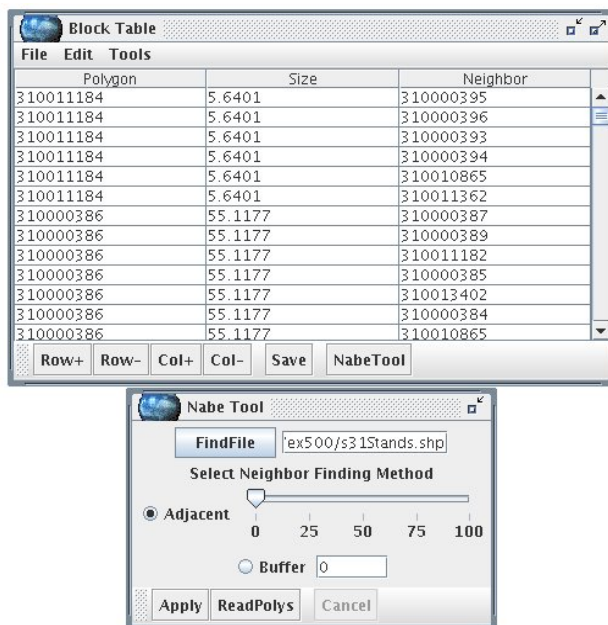 Block Table
File Edit Tools
Polygon Size Neighbor
310011184 5.6401 310000395
310011184 5.6401 310000396
310011184 5.6401 310000393
310011184 5.6401 310000394
310011184 5.6401 310010865
310011184 5.6401 310011362
310000386 55.1177 310000387
310000386 55.1177 310000389
310000386 55.1177 310011182
310000386 55.1177 310000385
310000386 55.1177 310013402
310000386 55.1177 310000384
310000386 55.1177 310010865
Row+ Row- Col+ Col- Save NabeTool
Nabe Tool
FindFile 'ex500/s31Stands.shp
Select Neighbor Finding Method
Adjacent
0 25 50 75 100
Buffer 0
Apply ReadPolys Cancel